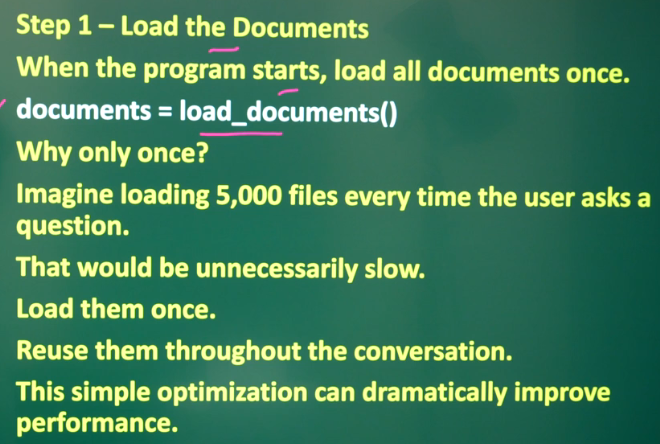 Step 1 – Load the Documents
When the program starts, load all documents once.
documents = load_documents()
Why only once?
Imagine loading 5,000 files every time the user asks a
question.
That would be unnecessarily slow.
Load them once.
Reuse them throughout the conversation.
This simple optimization can dramatically improve
performance.